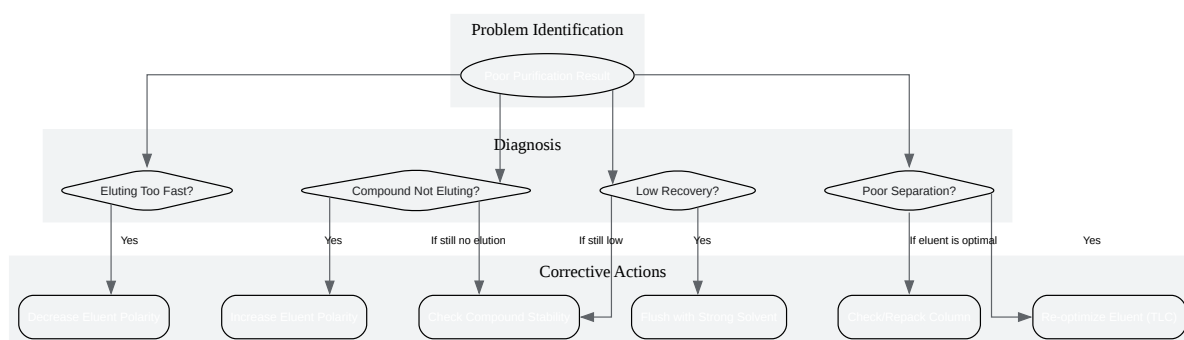 Problem Identification
Poor Purification Result
Diagnosis
Eluting Too Fast?
Compound Not Eluting?
Low Recovery?
Poor Separation?
Yes
Yes
If still no elution
If still low
Yes
If eluent is optimal
Yes
Corrective Actions
Decrease Eluent Polarity
Increase Eluent Polarity
Check Compound Stability
Flush with Strong Solvent
Check/Repack Column
Re-optimize Eluent (TLC)